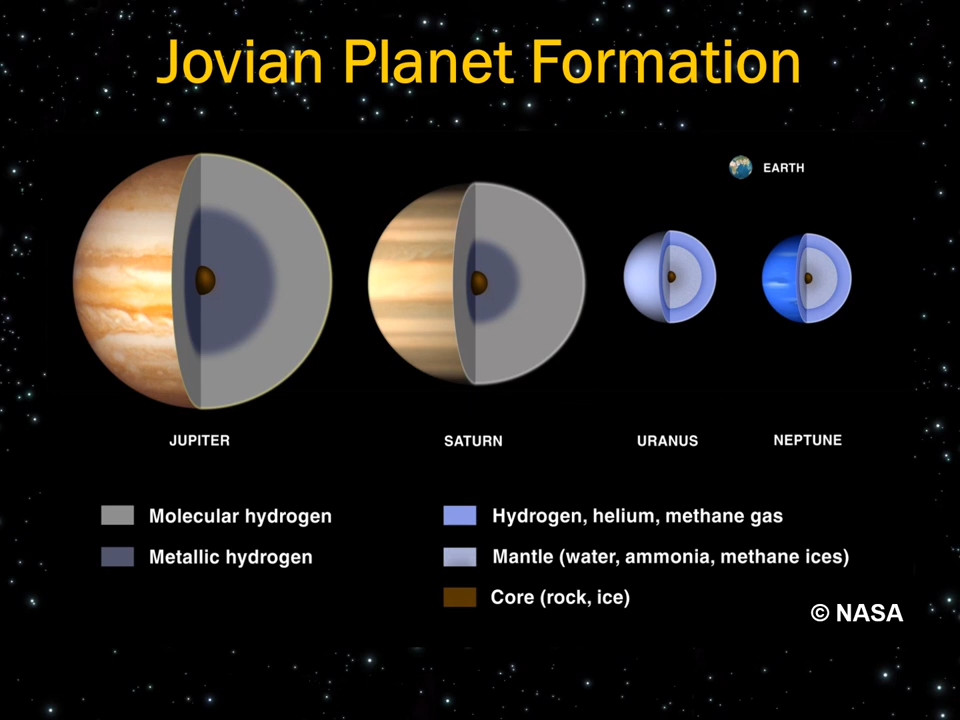 Jovian Planet Formation
EARTH
JUPITER
SATURN
URANUS
NEPTUNE
Molecular hydrogen
Metallic hydrogen
Hydrogen, helium, methane gas
Mantle (water, ammonia, methane ices)
Core (rock, ice)
© NASA